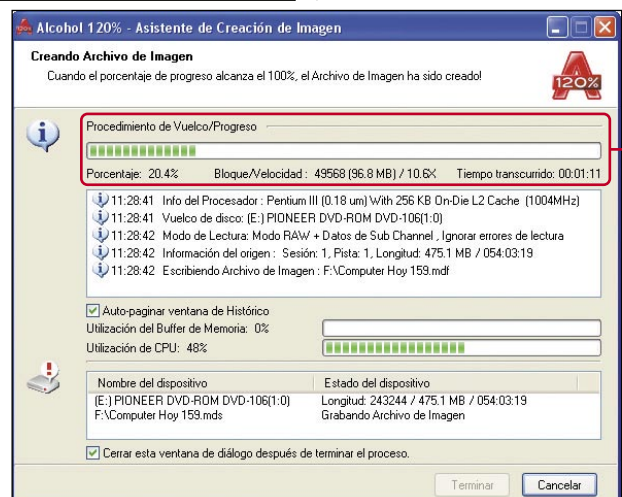 Alcohol 120% - Asistente de Creación de Imagen
Creando Archivo de Imagen
Cuando el porcentaje de progreso alcanza el 100%, el Archivo de Imagen ha sido creado!
120%
Procedimiento de Vuelco/Progreso
Porcentaje: 20.4% Bloque/Velocidad: 49568 (96.8 MB) / 10.6X Tiempo transcurrido: 00:01:11
11:28:41 Info del Procesador : Pentium III (0.18 um) With 256 KB On-Die L2 Cache (1004MHz)
11:28:41 Vuelco de disco: (E:) PIONEER DVD-ROM DVD-106(1:0)
11:28:42 Modo de Lectura: Modo RAW + Datos de Sub Channel , Ignorar errores de lectura
11:28:42 Información del origen : Sesión: 1, Pista: 1, Longitud: 475.1 MB / 054:03:19
11:28:42 Escribiendo Archivo de Imagen : F:\Computer Hoy 159.mdf
Auto-paginar ventana de Histórico
Utilización del Buffer de Memoria: 0%
Utilización de CPU: 48%
Nombre del dispositivo Estado del dispositivo
(E:) PIONEER DVD-ROM DVD-106(1:0) Longitud: 243244 / 475.1 MB / 054:03:19
F:\Computer Hoy 159.mds Grabando Archivo de Imagen
Cerrar esta ventana de diálogo después de terminar el proceso.
Terminar Cancelar